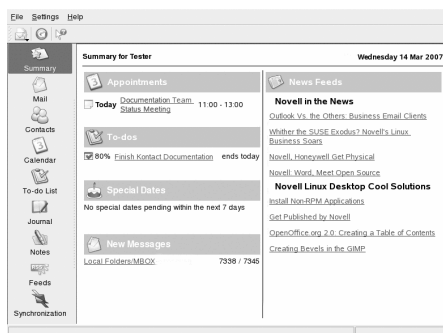 File Settings Help
Summary
Mail
Contacts
Calendar
To-do List
Journal
Notes
Feeds
Synchronization
Summary for Tester
Wednesday 14 Mar 2007
Appointments
Today Documentation Team Status Meeting 11:00 - 13:00
To-dos
80% Finish Kontact Documentation ends today
Special Dates
No special dates pending within the next 7 days
New Messages
Local Folders/MBOX 7338 / 7345
News Feeds
Novell in the News
Outlook Vs. the Others: Business Email Clients
Whither the SUSE Exodus? Novell's Linux
Business Soars
Novell, Honeywell Get Physical
Novell: Word, Meet Open Source
Novell Linux Desktop Cool Solutions
Install Non-RPM Applications
Get Published by Novell
OpenOffice.org 2.0: Creating a Table of Contents
Creating Bevels in the GIMP